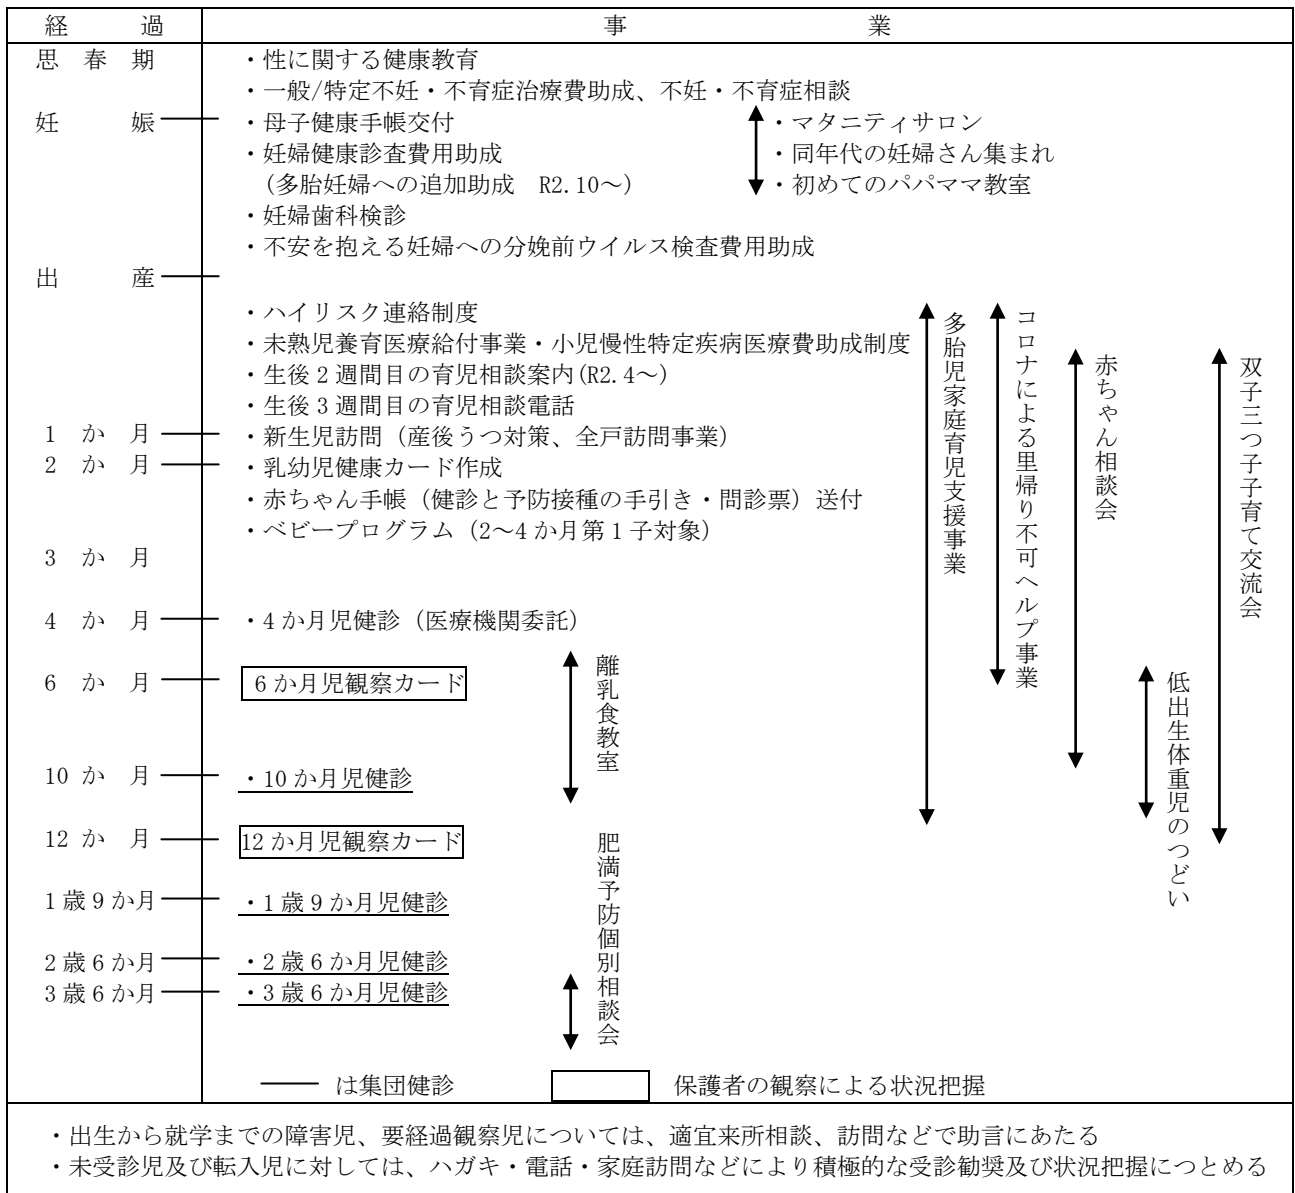 経　過　事　業
思　春　期　・性に関する健康教育
・一般/特定不妊・不育症治療費助成、不妊・不育症相談
妊　娠　・母子健康手帳交付　・マタニティサロン
・妊婦健康診査費用助成　・同年代の妊婦さん集まれ
(多胎妊婦への追加助成　R2.10～)　・初めてのパパママ教室
・妊婦歯科検診
・不安を抱える妊婦への分娩前ウイルス検査費用助成
出　産
・ハイリスク連絡制度
・未熟児養育医療給付事業・小児慢性特定疾病医療費助成制度
・生後2週間目の育児相談案内(R2.4～)
・生後3週間目の育児相談電話
1　か　月　・新生児訪問（産後うつ対策、全戸訪問事業）
2　か　月　・乳幼児健康カード作成
・赤ちゃん手帳（健診と予防接種の手引き・問診票）送付
・ベビープログラム（2～4か月第1子対象）
3　か　月
4　か　月　・4か月児健診（医療機関委託）
6　か　月　6か月児観察カード
10　か　月　・10か月児健診
12　か　月　12か月児観察カード
1歳9か月　・1歳9か月児健診
2歳6か月　・2歳6か月児健診
3歳6か月　・3歳6か月児健診
離乳食教室
肥満予防個別相談会
多胎児家庭育児支援事業
コロナによる里帰り不可ヘルプ事業
赤ちゃん相談会
低出生体重児のつどい
双子三つ子子育て交流会
は集団健診　保護者の観察による状況把握
・出生から就学までの障害児、要経過観察児については、適宜来所相談、訪問などで助言にあたる
・未受診児及び転入児に対しては、ハガキ・電話・家庭訪問などにより積極的な受診勧奨及び状況把握につとめる